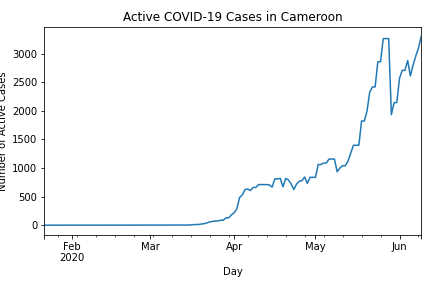 Active COVID-19 Cases in Cameroon
Number of Active Cases
3000
2500
2000
1500
1000
500
0
Feb
2020
Mar
Apr
May
Jun
Day